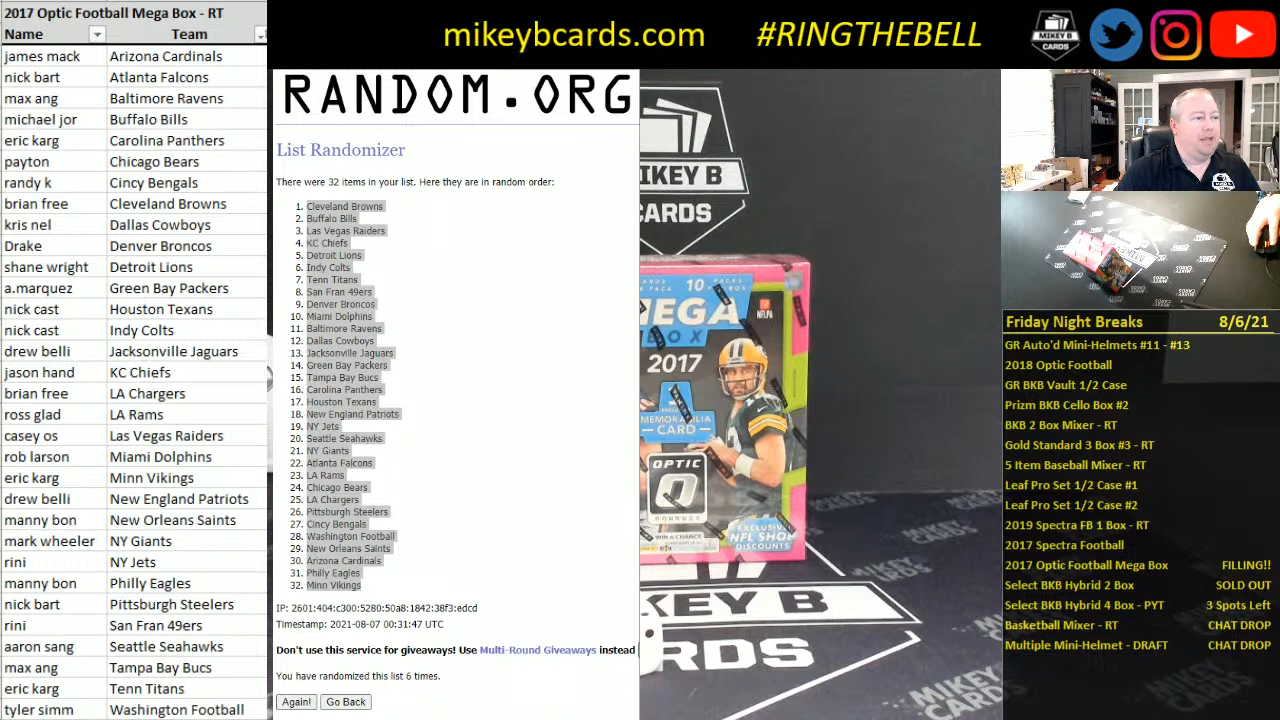 2017 Optic Football Mega Box - RT
Name Team
james mack Arizona Cardinals
nick bart Atlanta Falcons
max ang Baltimore Ravens
michael jor Buffalo Bills
eric karg Carolina Panthers
payton Chicago Bears
randy k Cincy Bengals
brian free Cleveland Browns
kris nel Dallas Cowboys
Drake Denver Broncos
shane wright Detroit Lions
a.marquez Green Bay Packers
nick cast Houston Texans
nick cast Indy Colts
drew belli Jacksonville Jaguars
jason hand KC Chiefs
brian free LA Chargers
ross glad LA Rams
casey os Las Vegas Raiders
rob larson Miami Dolphins
eric karg Minn Vikings
drew belli New England Patriots
manny bon New Orleans Saints
mark wheeler NY Giants
rini NY Jets
manny bon Philly Eagles
nick bart Pittsburgh Steelers
rini San Fran 49ers
aaron sang Seattle Seahawks
max ang Tampa Bay Bucs
eric karg Tenn Titans
tyler simm Washington Football
mikeybcards.com #RINGTHEBELL
MIKEY B
CARDS
RANDOM.ORG
List Randomizer
There were 32 items in your list. Here they are in random order:
1. Cleveland Browns
2. Buffalo Bills
3. Las Vegas Raiders
4. KC Chiefs
5. Detroit Lions
6. Indy Colts
7. Tenn Titans
8. San Fran 49ers
9. Denver Broncos
10. Miami Dolphins
11. Baltimore Ravens
12. Dallas Cowboys
13. Jacksonville Jaguars
14. Green Bay Packers
15. Tampa Bay Bucs
16. Carolina Panthers
17. Houston Texans
18. New England Patriots
19. NY Jets
20. Seattle Seahawks
21. NY Giants
22. Atlanta Falcons
23. LA Rams
24. Chicago Bears
25. LA Chargers
26. Pittsburgh Steelers
27. Cincy Bengals
28. Washington Football
29. New Orleans Saints
30. Arizona Cardinals
31. Philly Eagles
32. Minn Vikings
IP: 2601:404:c300:5280:50a8:1842:38f3:edcd
Timestamp: 2021-08-07 00:31:47 UTC
Don't use this service for giveaways! Use Multi-Round Giveaways instead
You have randomized this list 6 times.
Again! Go Back
IKEY B
CARDS
10 PACKS
MEGA
BOX
2017
MEMORABILIA
CARD
OPTIC
DONRUSS
WIN A CHANCE
EXCLUSIVE
NFL SHOP
DISCOUNTS
NFLPA
KEY B
RDS
MIKEY B
CARDS
Friday Night Breaks 8/6/21
GR Auto'd Mini-Helmets #11 - #13
2018 Optic Football
GR BKB Vault 1/2 Case
Prizm BKB Cello Box #2
BKB 2 Box Mixer - RT
Gold Standard 3 Box #3 - RT
5 Item Baseball Mixer - RT
Leaf Pro Set 1/2 Case #1
Leaf Pro Set 1/2 Case #2
2019 Spectra FB 1 Box - RT
2017 Spectra Football
2017 Optic Football Mega Box FILLING!!
Select BKB Hybrid 2 Box SOLD OUT
Select BKB Hybrid 4 Box - PYT 3 Spots Left
Basketball Mixer - RT CHAT DROP
Multiple Mini-Helmet - DRAFT CHAT DROP